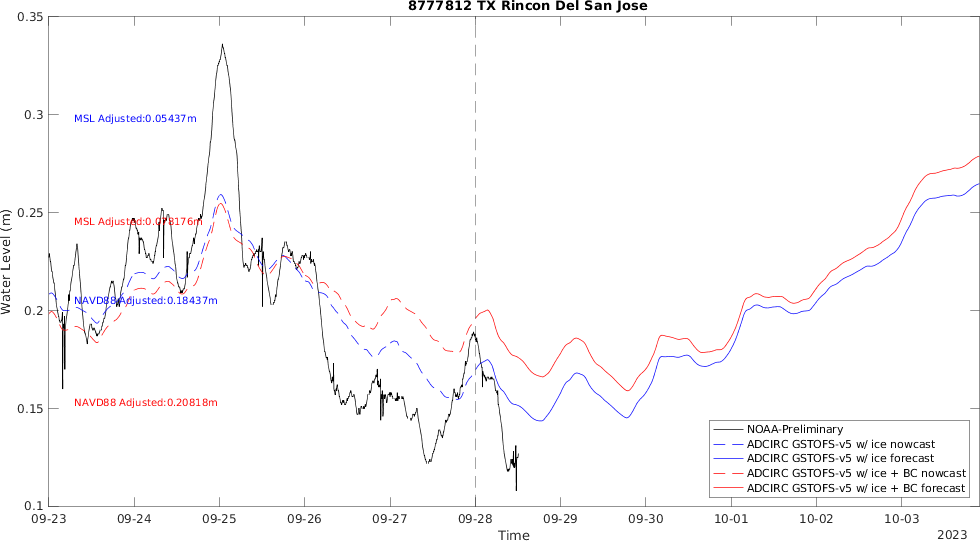 8777812 TX Rincon Del San Jose
0.35
0.3
0.25
0.2
0.15
0.1
Water Level (m)
MSL Adjusted:0.05437m
MSL Adjusted:0.078176m
NAVD88 Adjusted:0.18437m
NAVD88 Adjusted:0.20818m
NOAA-Preliminary
ADCIRC GSTOFS-v5 w/ ice nowcast
ADCIRC GSTOFS-v5 w/ ice forecast
ADCIRC GSTOFS-v5 w/ ice + BC nowcast
ADCIRC GSTOFS-v5 w/ ice + BC forecast
09-23 09-24 09-25 09-26 09-27 09-28 09-29 09-30 10-01 10-02 10-03
Time
2023